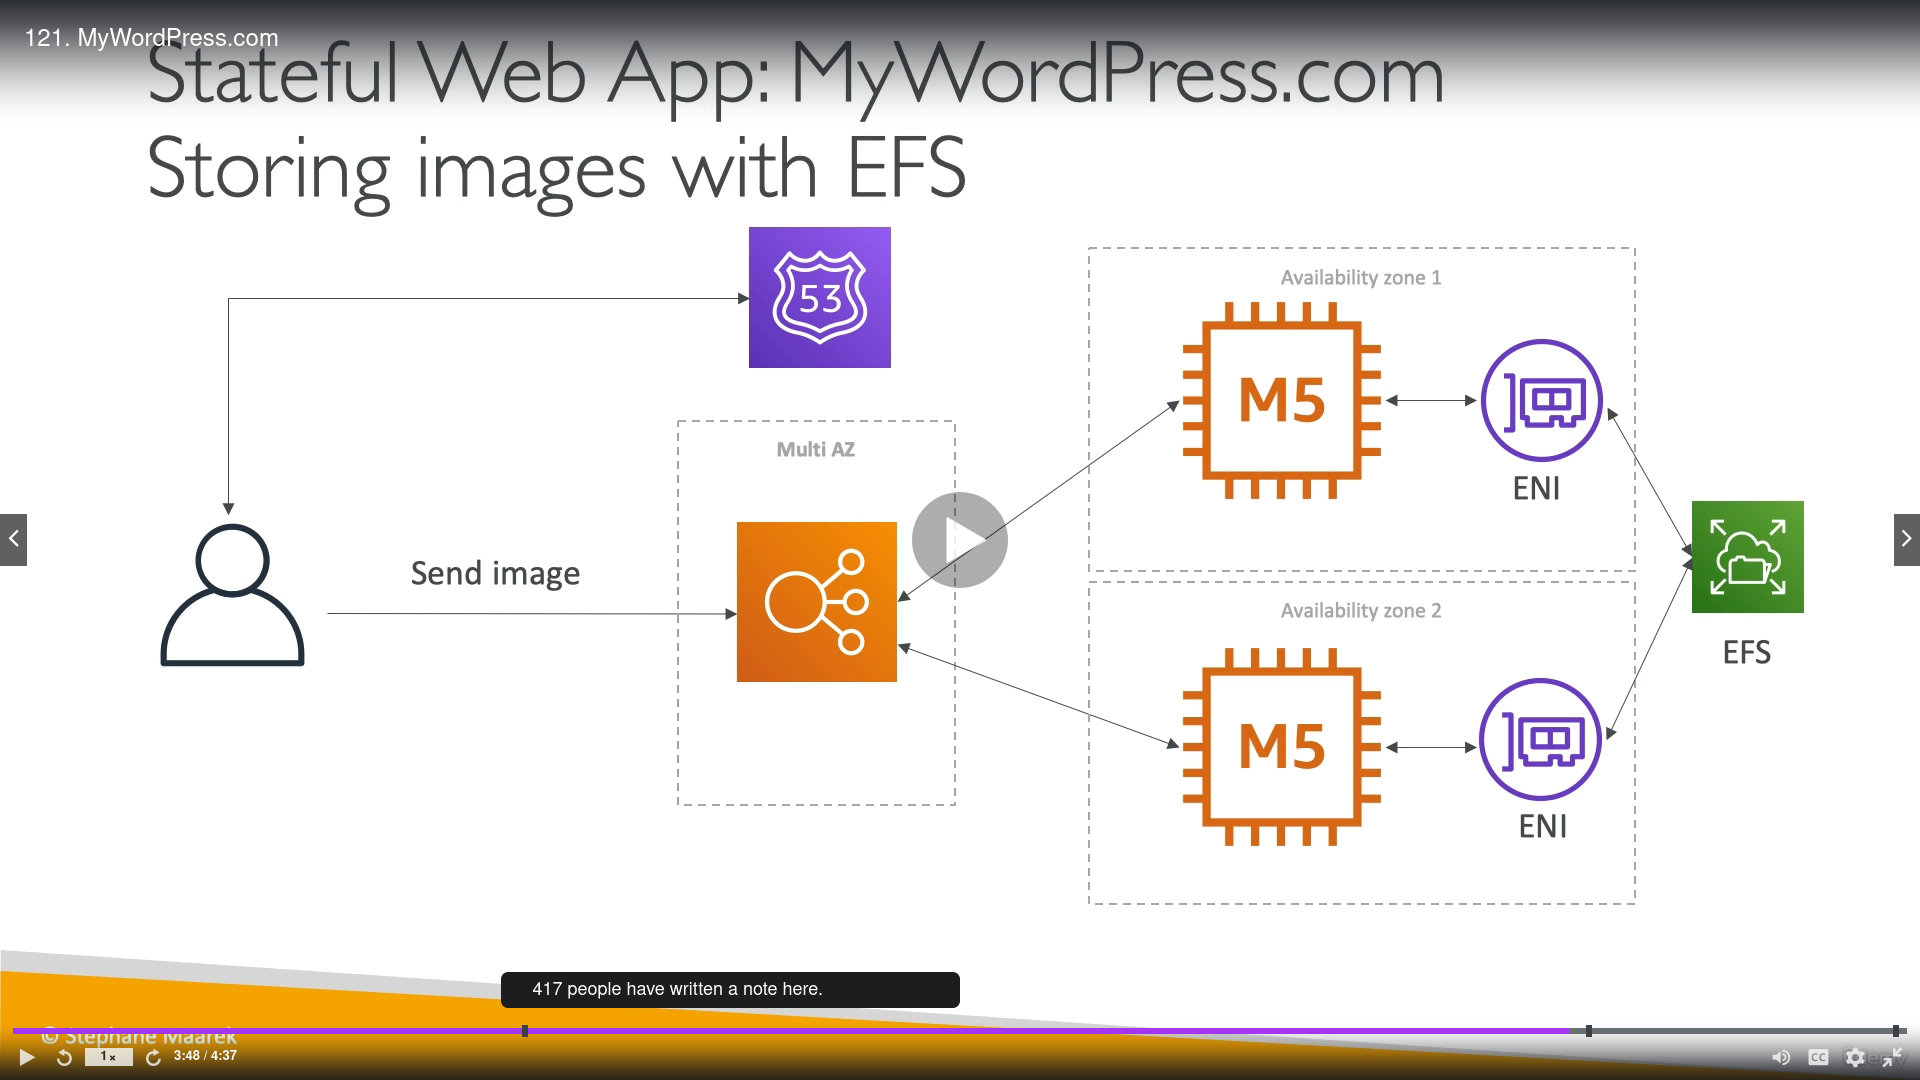 121. MyWordPress.com
Stateful Web App: MyWordPress.com
Storing images with EFS
53
Availability zone 1
M5
ENI
Multi AZ
Send image
EFS
Availability zone 2
M5
ENI
417 people have written a note here.
© Stephane Maarek
1x
3:48 / 4:37
CC